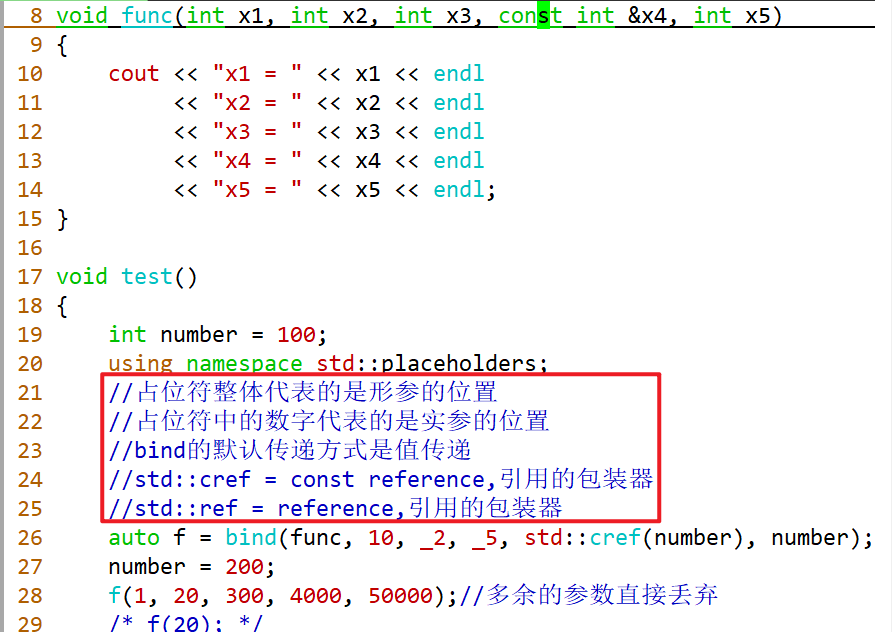 8 void func(int x1, int x2, int x3, const int &x4, int x5)
9 {
10     cout << "x1 = " << x1 << endl
11          << "x2 = " << x2 << endl
12          << "x3 = " << x3 << endl
13          << "x4 = " << x4 << endl
14          << "x5 = " << x5 << endl;
15 }
16
17 void test()
18 {
19     int number = 100;
20     using namespace std::placeholders;
21     //占位符整体代表的是形参的位置
22     //占位符中的数字代表的是实参的位置
23     //bind的默认传递方式是值传递
24     //std::cref = const reference,引用的包装器
25     //std::ref = reference,引用的包装器
26     auto f = bind(func, 10, _2, _5, std::cref(number), number);
27     number = 200;
28     f(1, 20, 300, 4000, 50000);//多余的参数直接丢弃
29     /* f(20); */